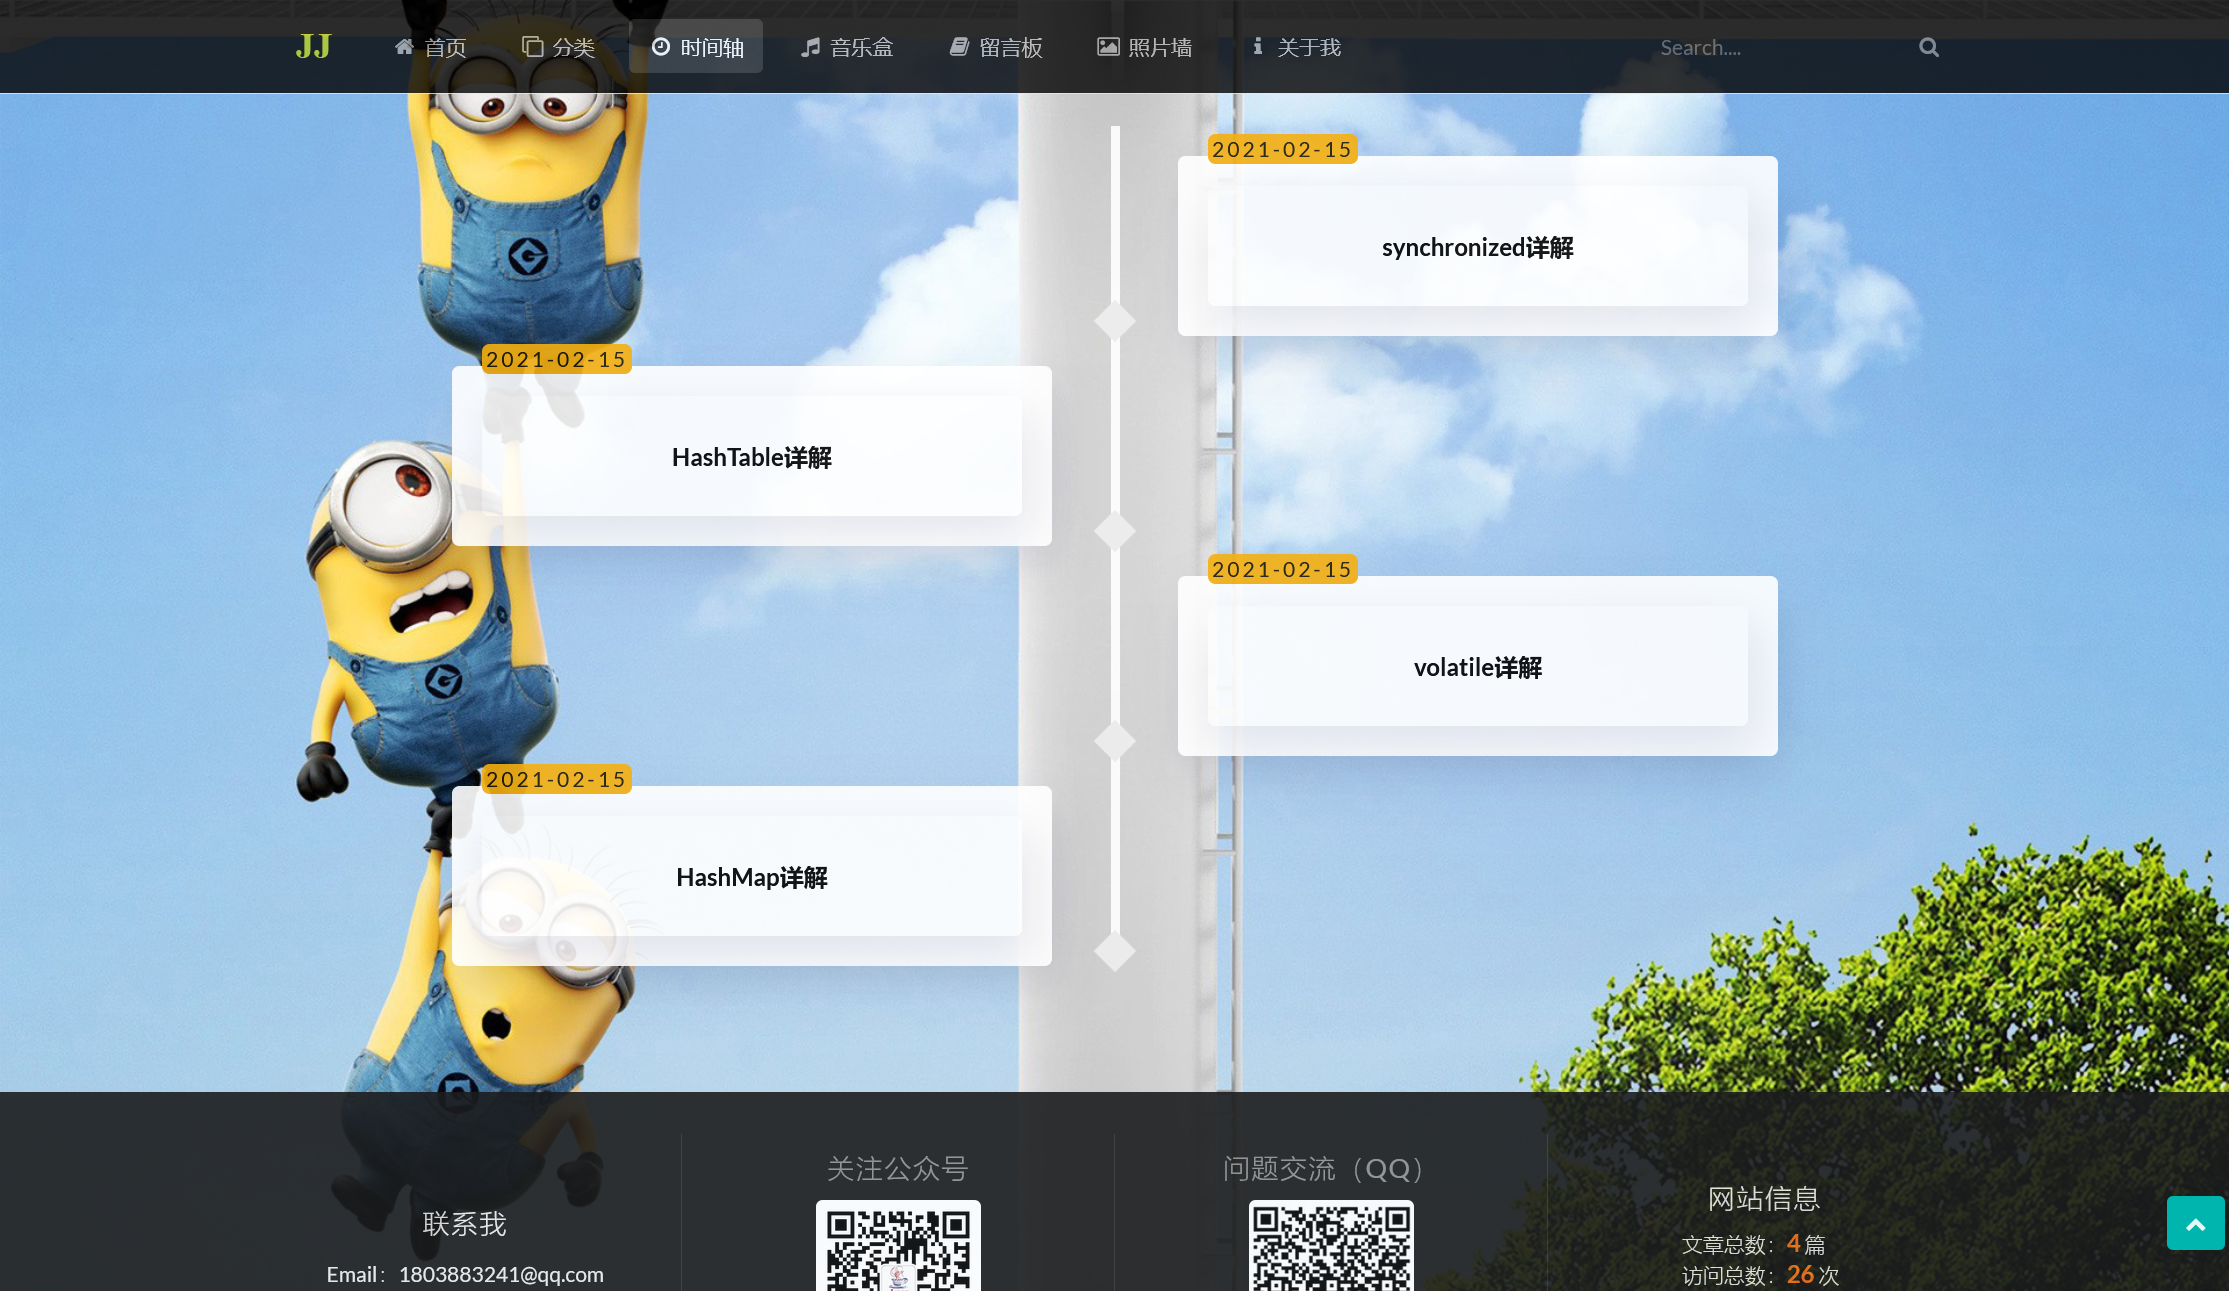 JJ 首页 分类 时间轴 音乐盒 留言板 照片墙 关于我 Search....
2021-02-15
synchronized详解
2021-02-15
HashTable详解
2021-02-15
volatile详解
2021-02-15
HashMap详解
联系我
Email：1803883241@qq.com
关注公众号
问题交流（QQ）
网站信息
文章总数：4篇
访问总数：26次